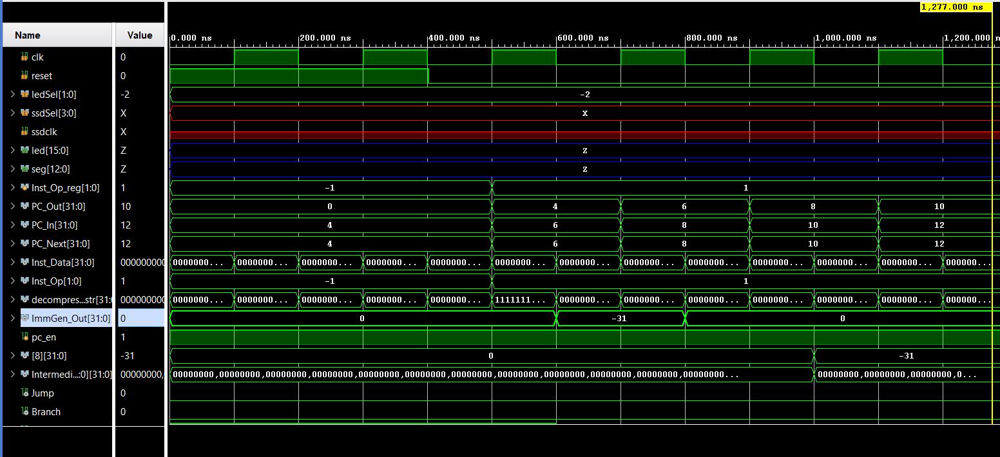 1,277.000 ns
Name Value 0.000 ns 200.000 ns 400.000 ns 600.000 ns 800.000 ns 1,000.000 ns 1,200.000 n
clk 0
reset 0
ledSel[1:0] -2 -2
ssdSel[3:0] X X
ssdclk X
led[15:0] Z Z
seg[12:0] Z Z
Inst_Op_reg[1:0] 1 -1 1
PC_Out[31:0] 10 0 4 6 8 10
PC_In[31:0] 12 4 6 8 10 12
PC_Next[31:0] 12 4 6 8 10 12
Inst_Data[31:0] 000000000 0000000... 0000000... 0000000... 0000000... 0000000... 0000000... 0000000... 0000000... 0000000... 0000000... 0000000... 0000000... 000000...
Inst_Op[1:0] 1 -1 1
decompres...str[31:0 000000000 0000000... 0000000... 0000000... 0000000... 0000000... 1111111... 0000000... 0000000... 0000000... 0000000... 0000000... 0000000... 000000...
ImmGen_Out[31:0] 0 0 -31 0
pc_en 1
[8][31:0] -31 0 -31
Intermedi...:0][31:0] 00000000, 00000000,00000000,00000000,00000000,00000000,00000000,00000000,00000000,00000000,00000000,00000000,00000000... 00000000,00000000,00000000,0...
Jump 0
Branch 0